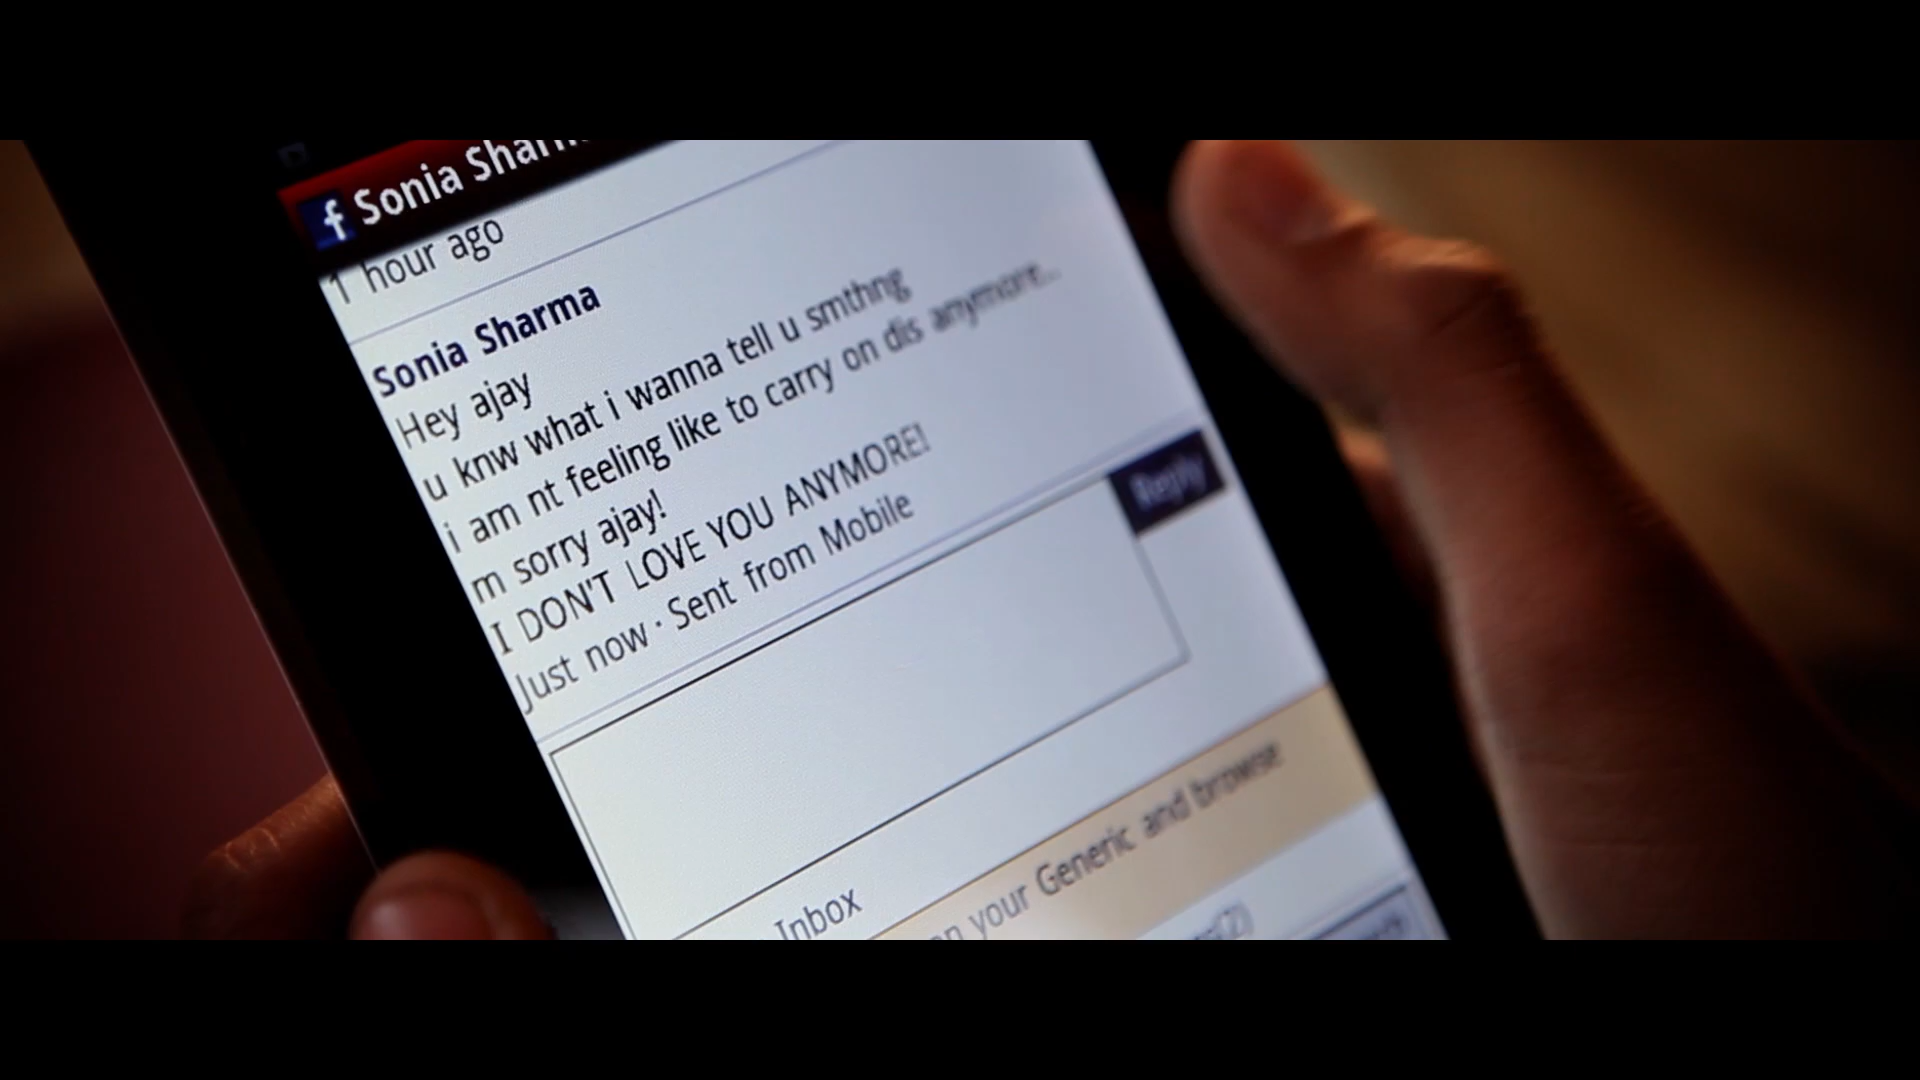 f Sonia
1 hour ago
Sonia Sharma
Hey ajay
u knw what i wanna tell u smthng
i am nt feeling like to carry on dis anymore...
m sorry ajay!
I DON'T LOVE YOU ANYMORE!
Just now · Sent from Mobile
Reply
Inbox
your Generic and browse